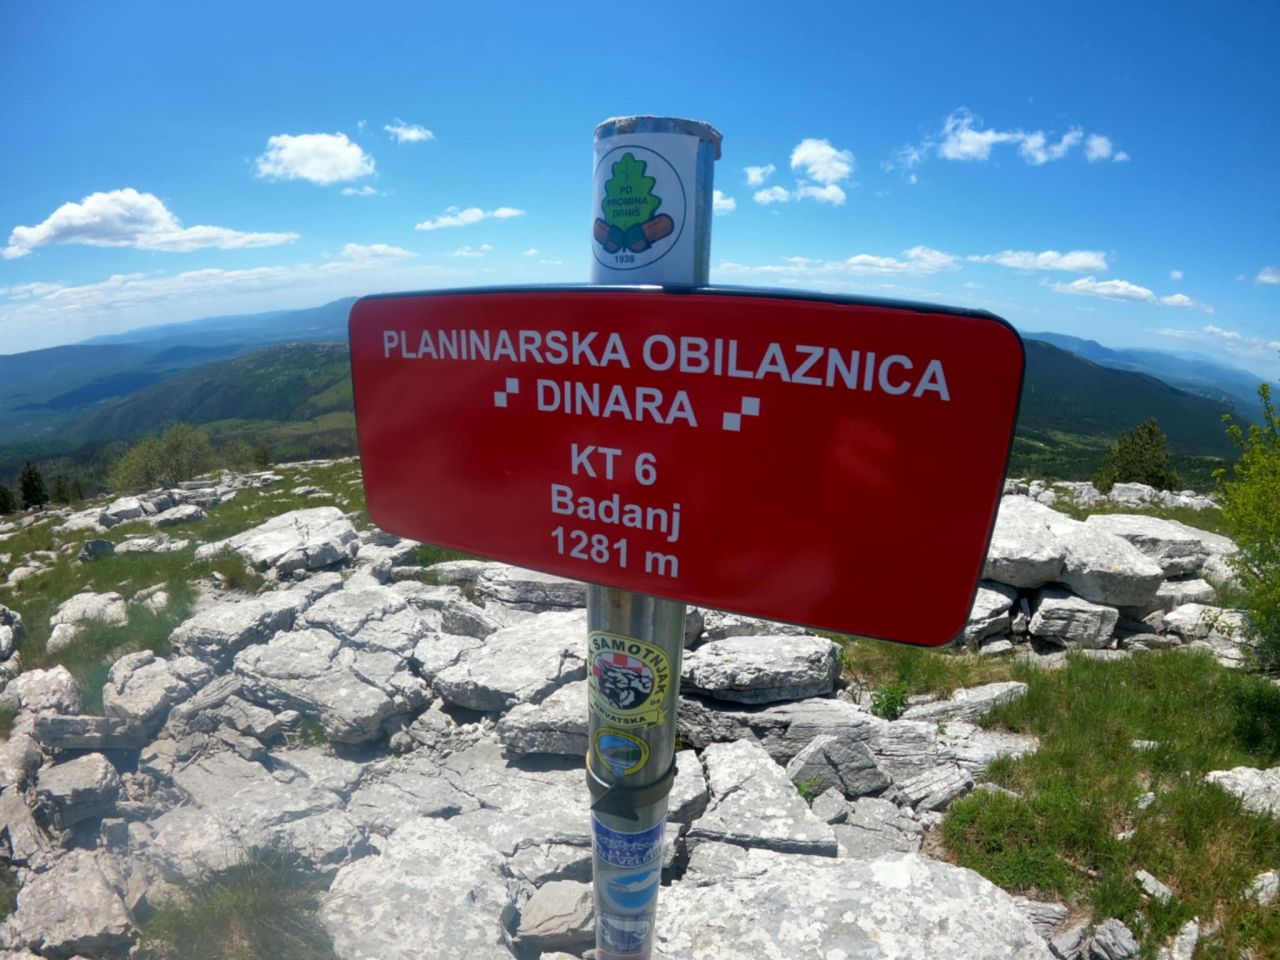 PD
PROMINA
DRNIŠ
1938
PLANINARSKA OBILAZNICA
DINARA
KT 6
Badanj
1281 m
SAMOTNJAK
HRVATSKA